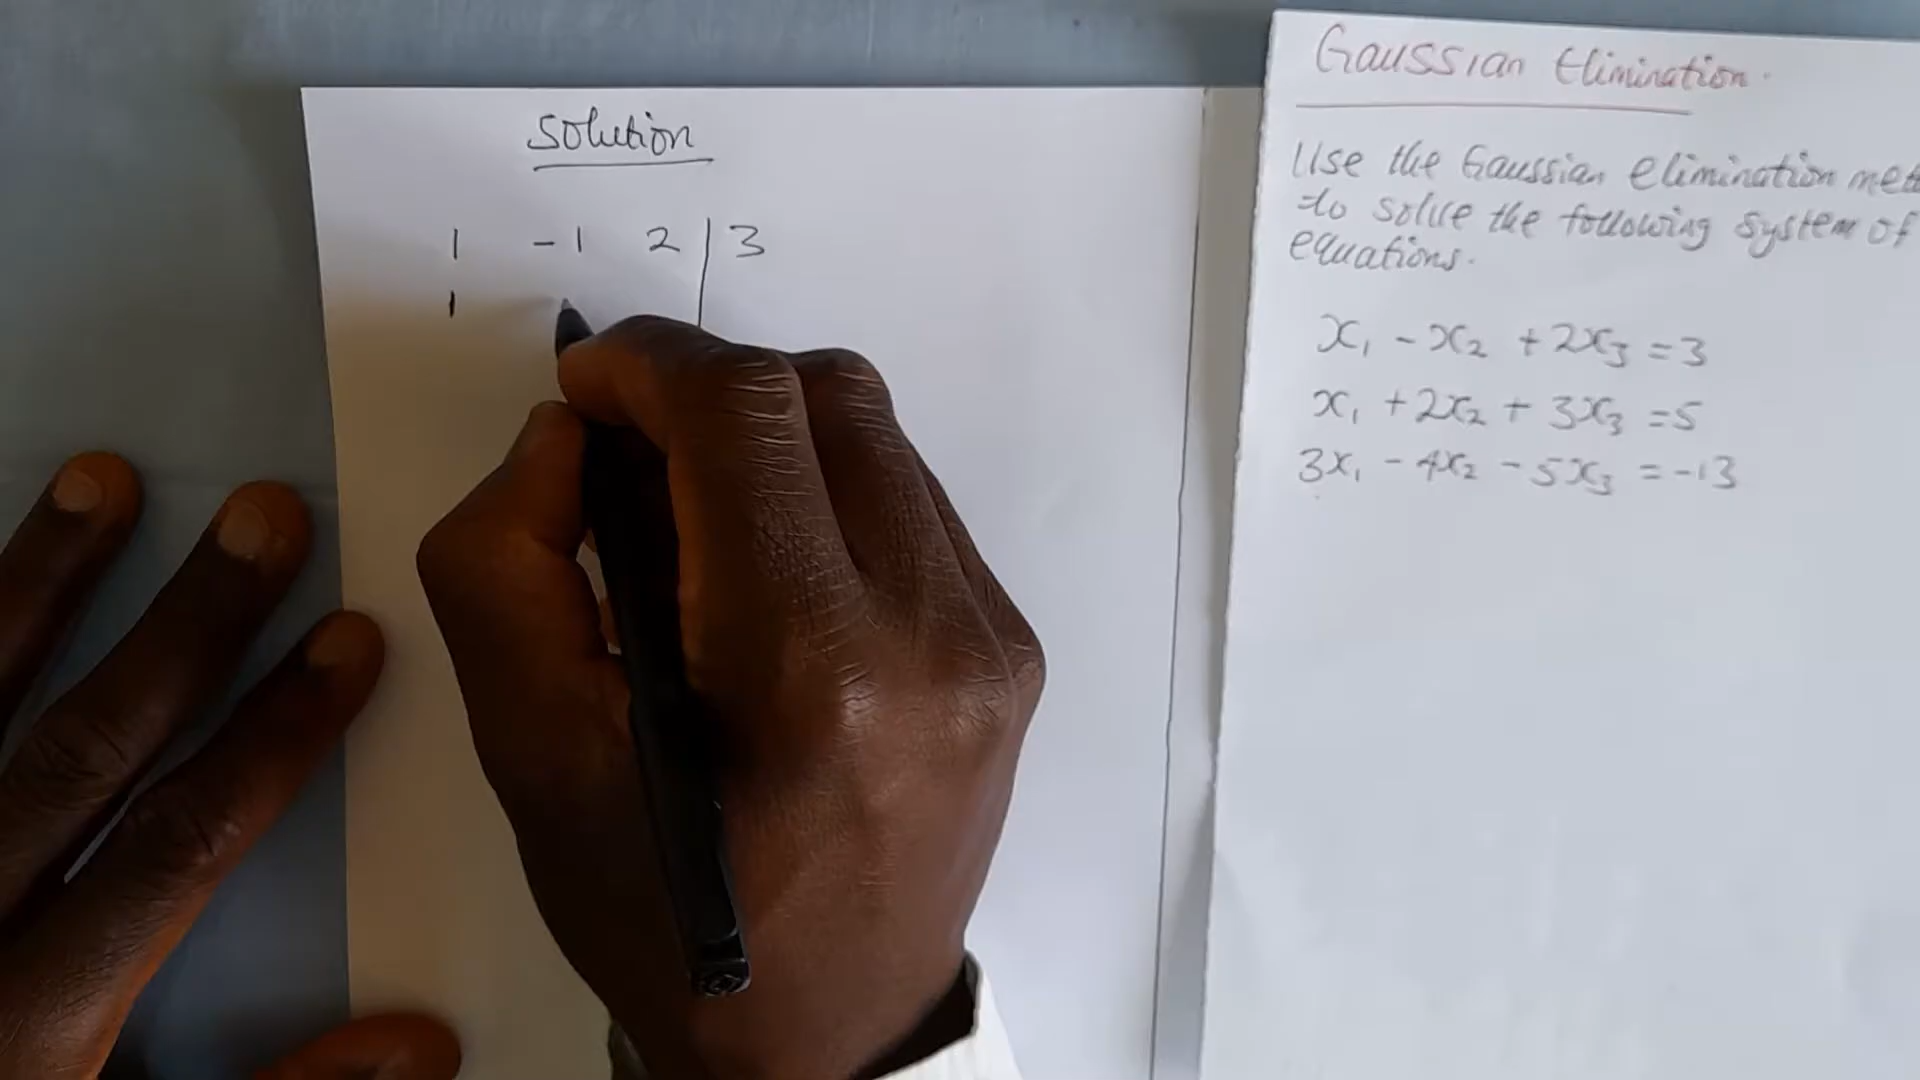 Solution
1 -1 2 | 3
1
Gaussian Elimination.
Use the Gaussian elimination
to solve the following system of
equations.
x₁ - x₂ + 2x₃ = 3
x₁ + 2x₂ + 3x₃ = 5
3x₁ - 4x₂ - 5x₃ = -13